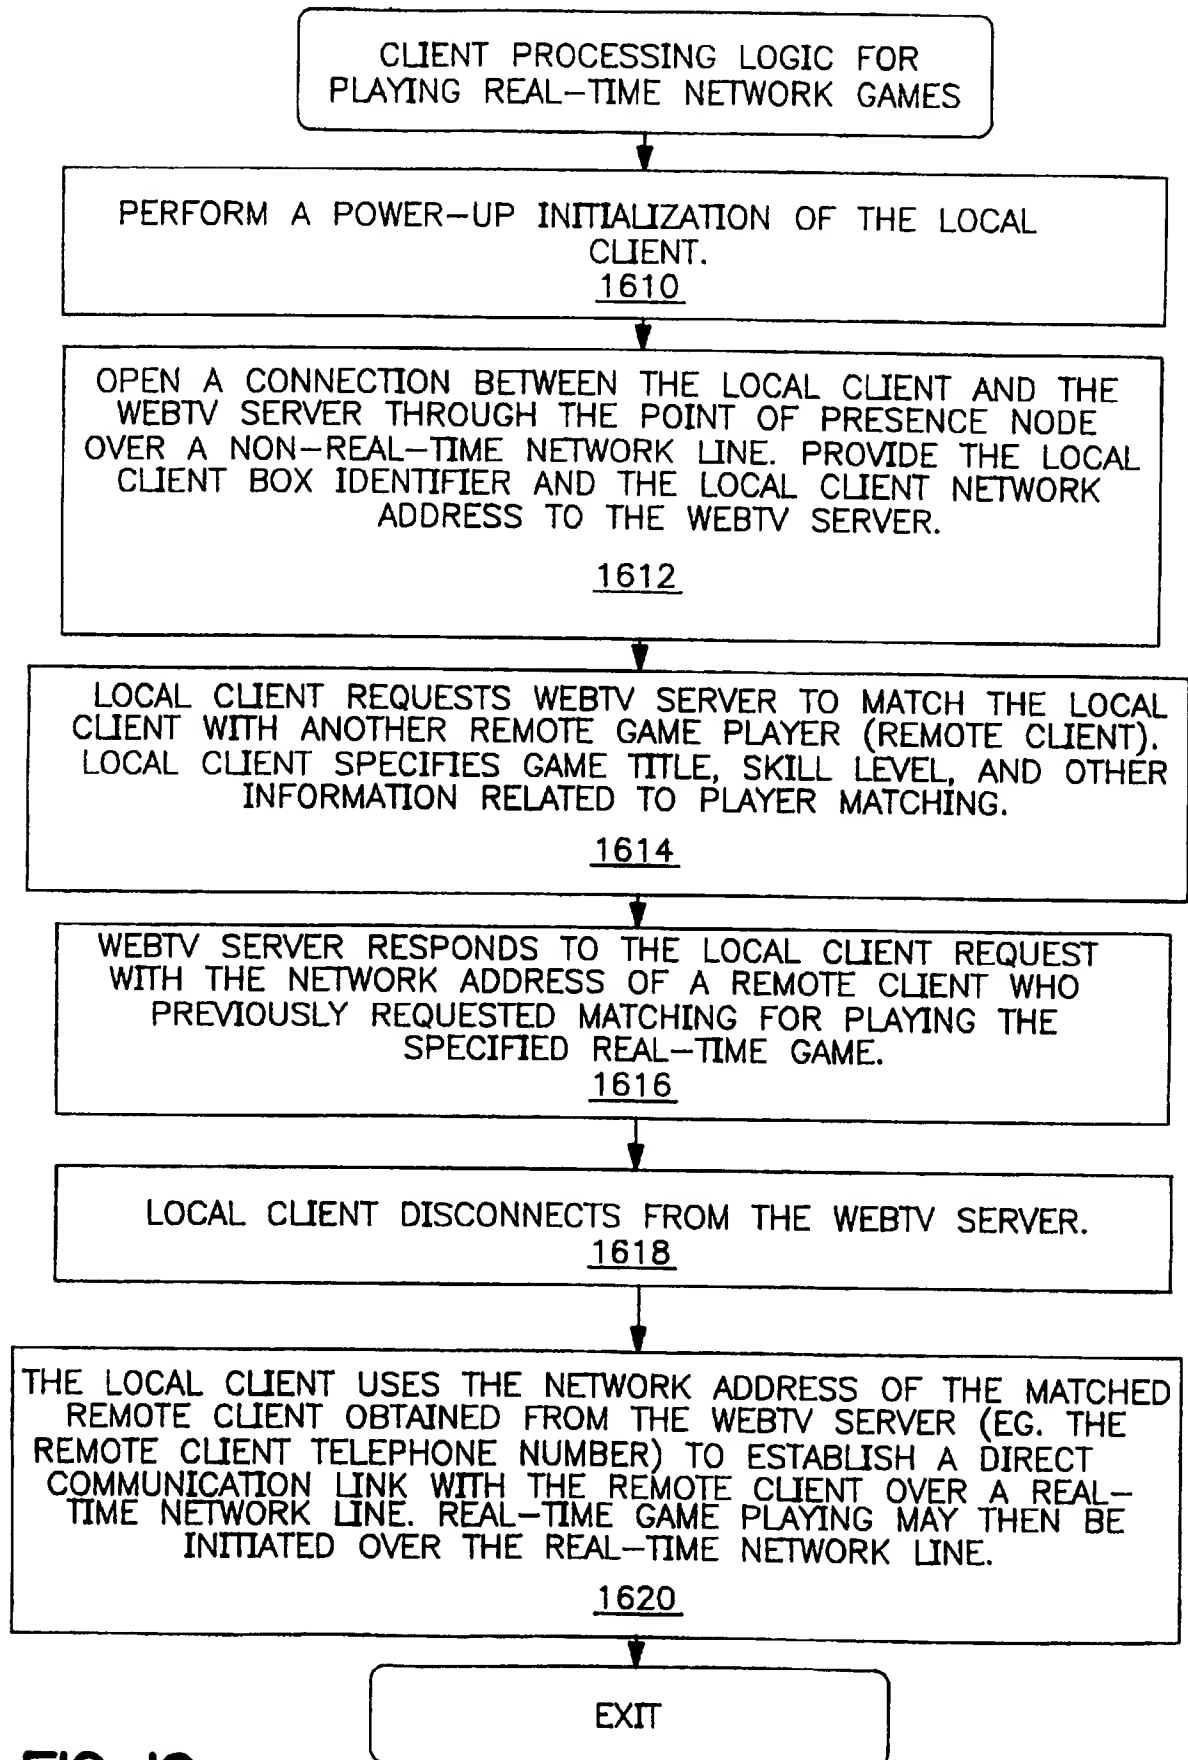 CLIENT PROCESSING LOGIC FOR
PLAYING REAL-TIME NETWORK GAMES
PERFORM A POWER-UP INITIALIZATION OF THE LOCAL
CLIENT.
1610
OPEN A CONNECTION BETWEEN THE LOCAL CLIENT AND THE
WEBTV SERVER THROUGH THE POINT OF PRESENCE NODE
OVER A NON-REAL-TIME NETWORK LINE. PROVIDE THE LOCAL
CLIENT BOX IDENTIFIER AND THE LOCAL CLIENT NETWORK
ADDRESS TO THE WEBTV SERVER.
1612
LOCAL CLIENT REQUESTS WEBTV SERVER TO MATCH THE LOCAL
CLIENT WITH ANOTHER REMOTE GAME PLAYER (REMOTE CLIENT).
LOCAL CLIENT SPECIFIES GAME TITLE, SKILL LEVEL, AND OTHER
INFORMATION RELATED TO PLAYER MATCHING.
1614
WEBTV SERVER RESPONDS TO THE LOCAL CLIENT REQUEST
WITH THE NETWORK ADDRESS OF A REMOTE CLIENT WHO
PREVIOUSLY REQUESTED MATCHING FOR PLAYING THE
SPECIFIED REAL-TIME GAME.
1616
LOCAL CLIENT DISCONNECTS FROM THE WEBTV SERVER.
1618
THE LOCAL CLIENT USES THE NETWORK ADDRESS OF THE MATCHED
REMOTE CLIENT OBTAINED FROM THE WEBTV SERVER (EG. THE
REMOTE CLIENT TELEPHONE NUMBER) TO ESTABLISH A DIRECT
COMMUNICATION LINK WITH THE REMOTE CLIENT OVER A REAL-
TIME NETWORK LINE. REAL-TIME GAME PLAYING MAY THEN BE
INITIATED OVER THE REAL-TIME NETWORK LINE.
1620
EXIT